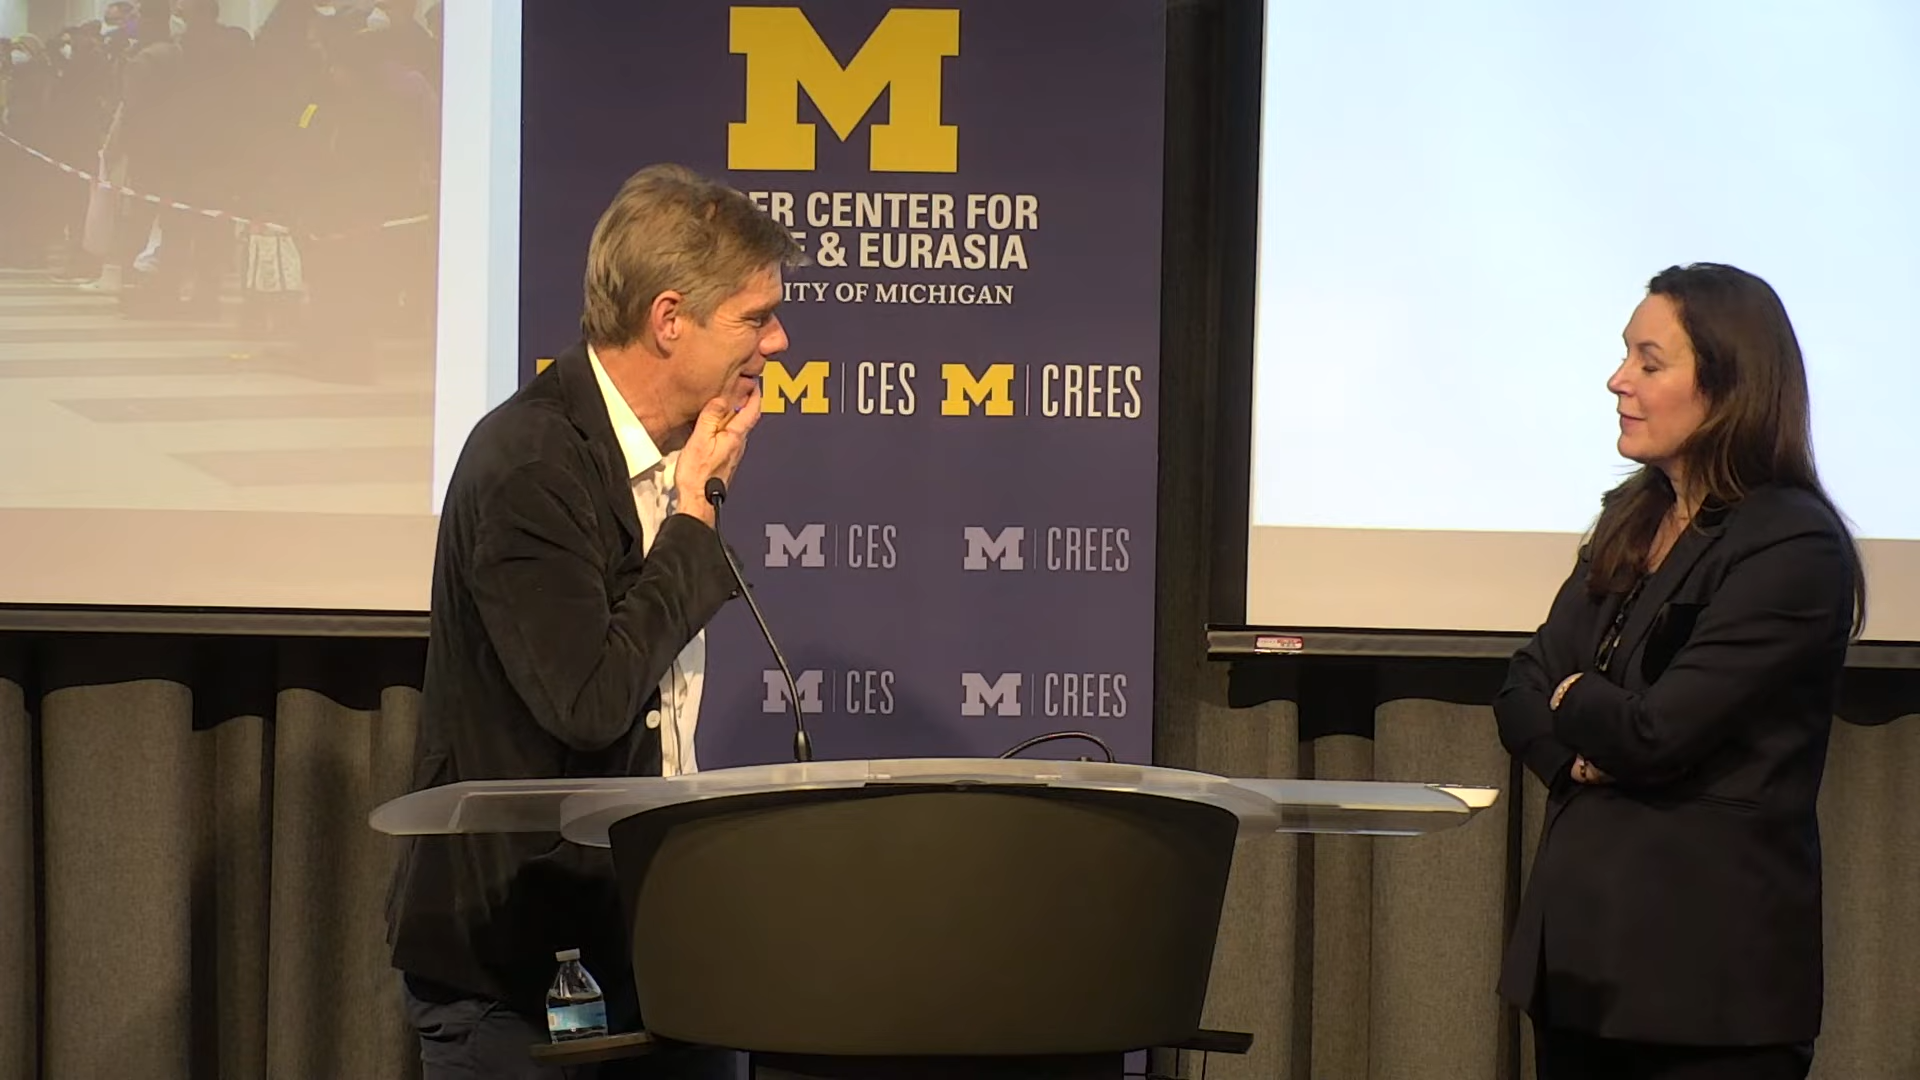 M
ER CENTER FOR
E & EURASIA
ITY OF MICHIGAN
M CES M CREES
M CES M CREES
M CES M CREES